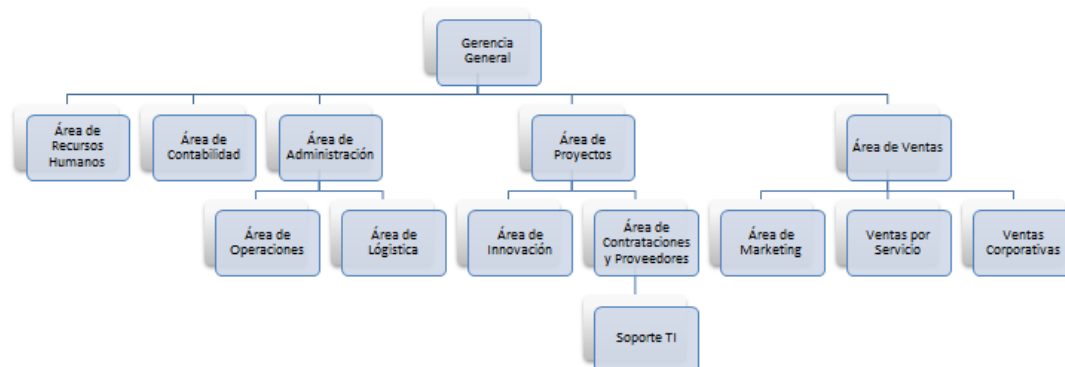 Gerencia
General
Área de
Recursos
Humanos
Área de
Contabilidad
Área de
Administración
Área de
Proyectos
Área de Ventas
Área de
Operaciones
Área de
Lógistica
Área de
Innovación
Área de
Contrataciones
y Proveedores
Área de
Marketing
Ventas por
Servicio
Ventas
Corporativas
Soporte TI